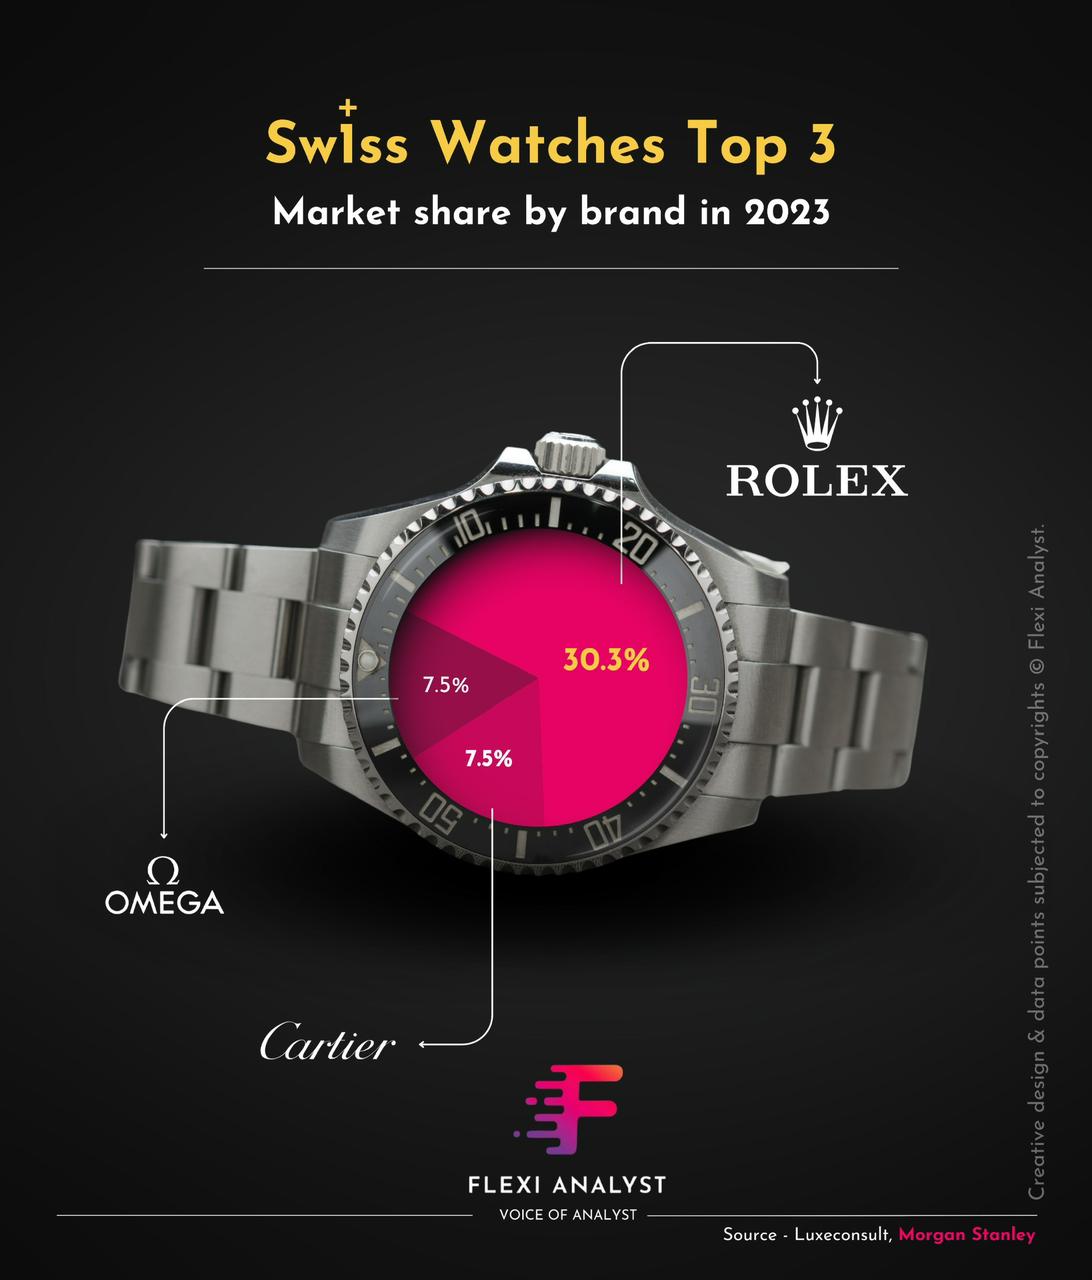 Swiss Watches Top 3
Market share by brand in 2023
ROLEX
10
20
30
40
50
30.3%
7.5%
7.5%
Ω
OMEGA
Cartier
F
FLEXI ANALYST
VOICE OF ANALYST
Source - Luxeconsult, Morgan Stanley
Creative design & data points subjected to copyrights © Flexi Analyst.